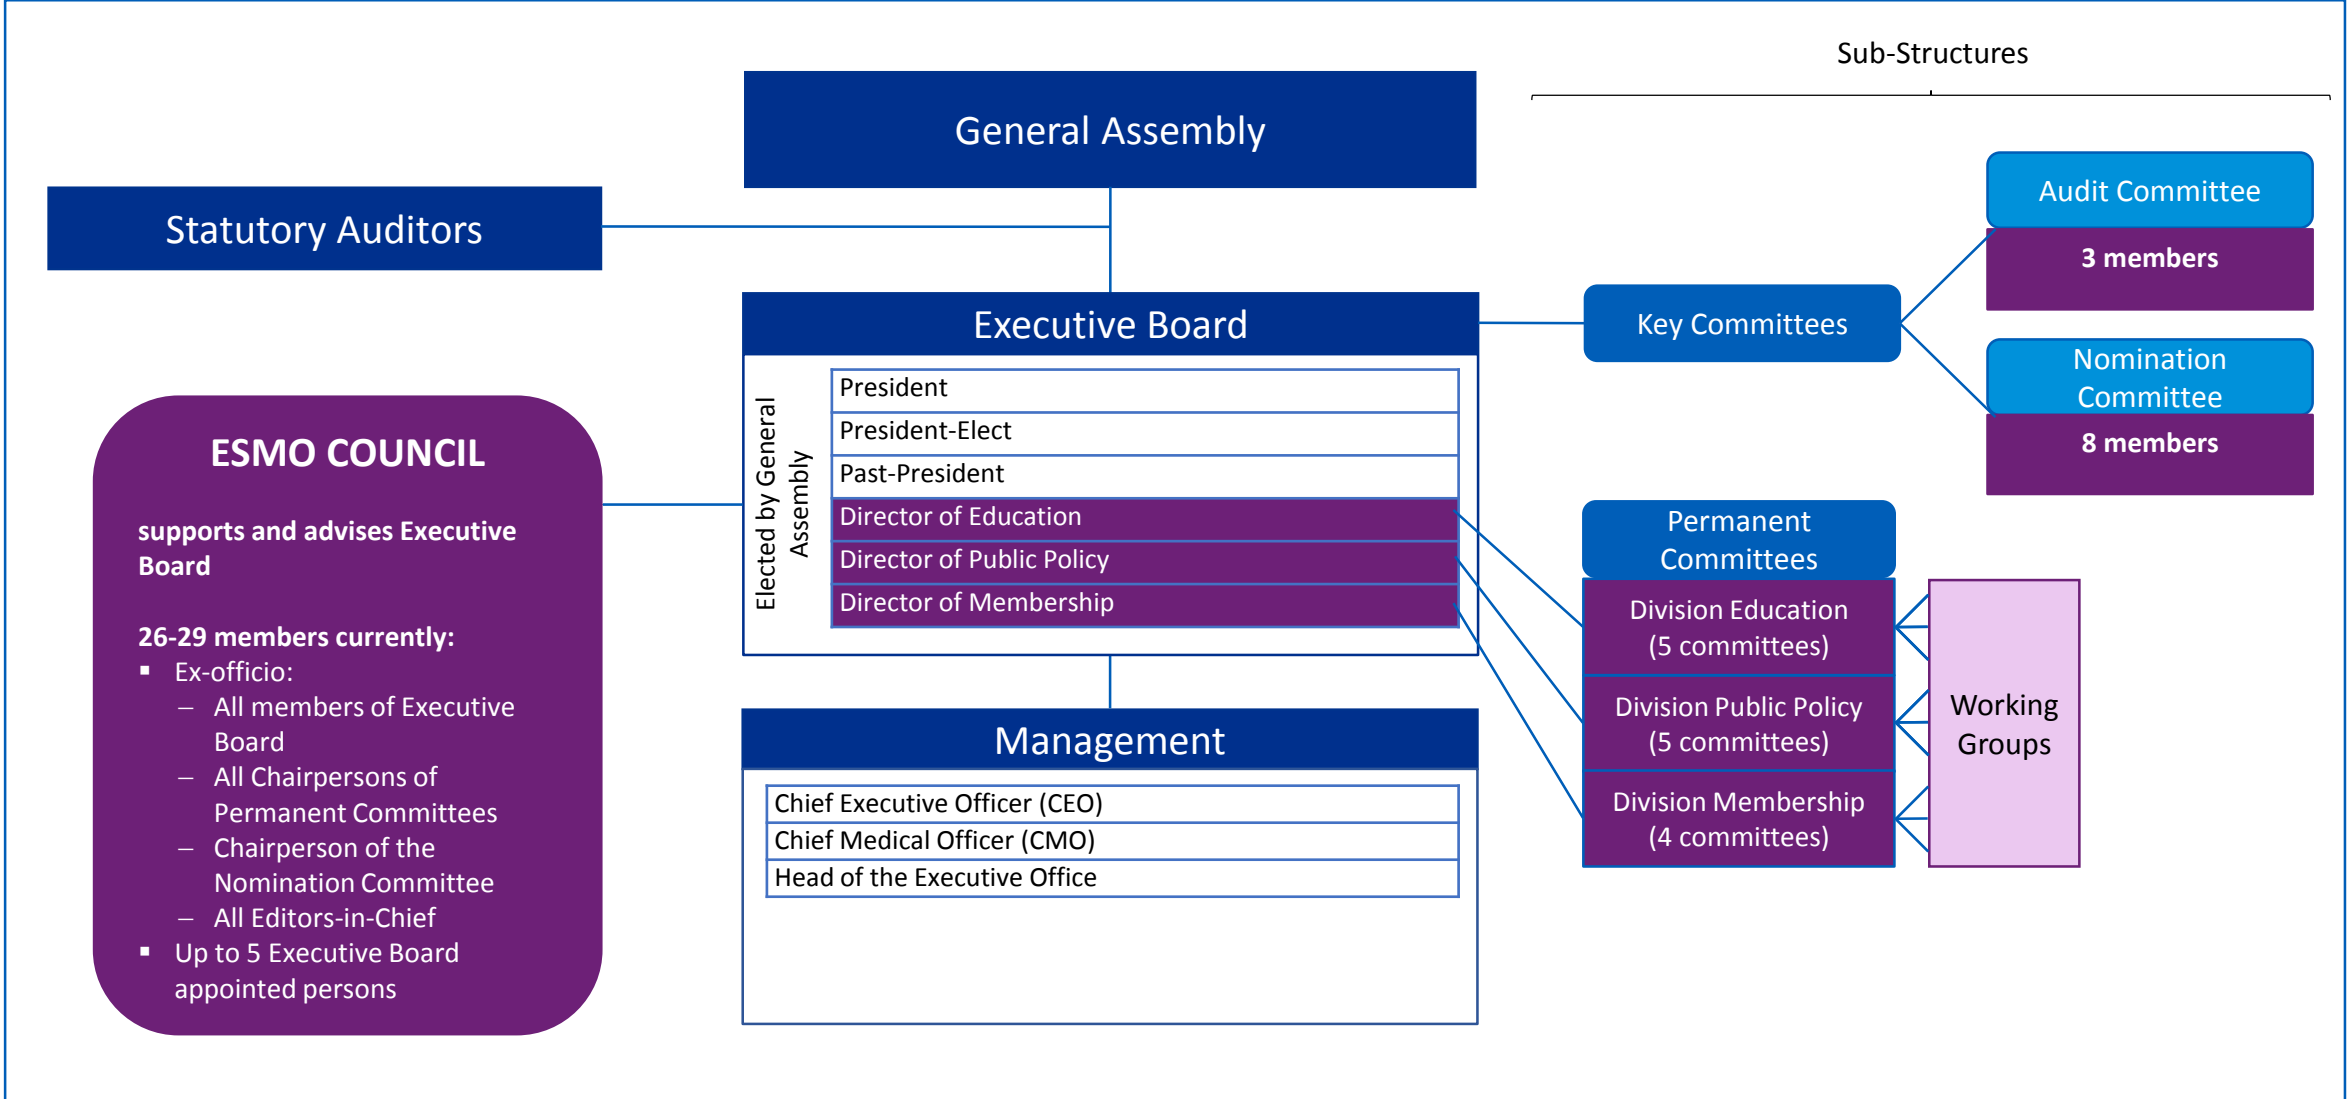 Sub-Structures
General Assembly
Statutory Auditors
Audit Committee
3 members
Executive Board
Key Committees
Nomination
Committee
8 members
Elected by General
Assembly
President
President-Elect
Past-President
Director of Education
Director of Public Policy
Director of Membership
ESMO COUNCIL
supports and advises Executive
Board
26-29 members currently:
▪ Ex-officio:
– All members of Executive
Board
– All Chairpersons of
Permanent Committees
– Chairperson of the
Nomination Committee
– All Editors-in-Chief
▪ Up to 5 Executive Board
appointed persons
Permanent
Committees
Division Education
(5 committees)
Division Public Policy
(5 committees)
Division Membership
(4 committees)
Working
Groups
Management
Chief Executive Officer (CEO)
Chief Medical Officer (CMO)
Head of the Executive Office